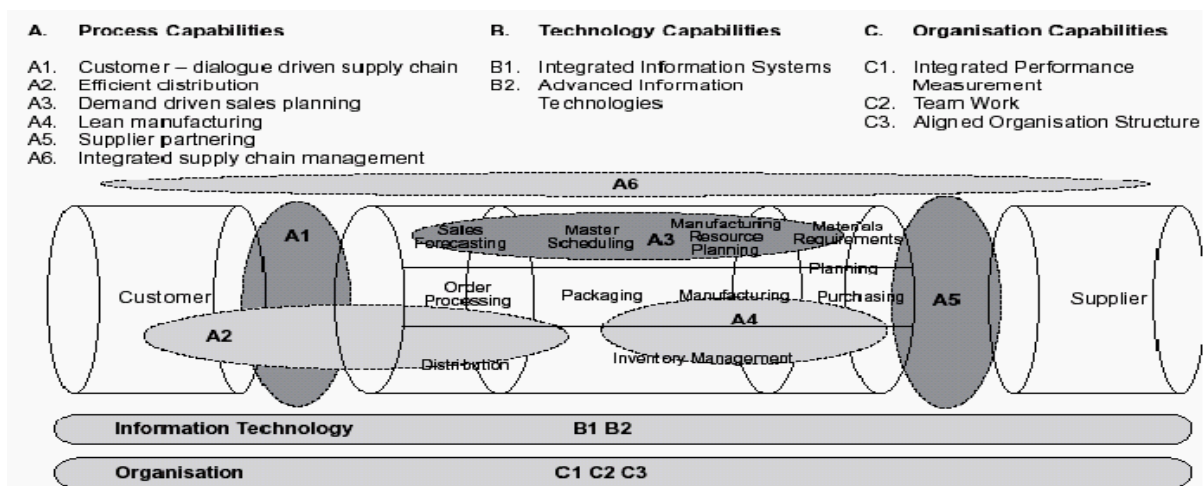 A. Process Capabilities
A1. Customer – dialogue driven supply chain
A2. Efficient distribution
A3. Demand driven sales planning
A4. Lean manufacturing
A5. Supplier partnering
A6. Integrated supply chain management
B. Technology Capabilities
B1. Integrated Information Systems
B2. Advanced Information
Technologies
C. Organisation Capabilities
C1. Integrated Performance
Measurement
C2. Team Work
C3. Aligned Organisation Structure
A6
A1
Sales
Forecasting
Master
Scheduling
A3
Manufacturing
Resource
Planning
Materials
Requirements
Planning
Customer
Order
Processing
Packaging
Manufacturing
Purchasing
A5
Supplier
A2
A4
Distribution
Inventory Management
Information Technology B1 B2
Organisation C1 C2 C3